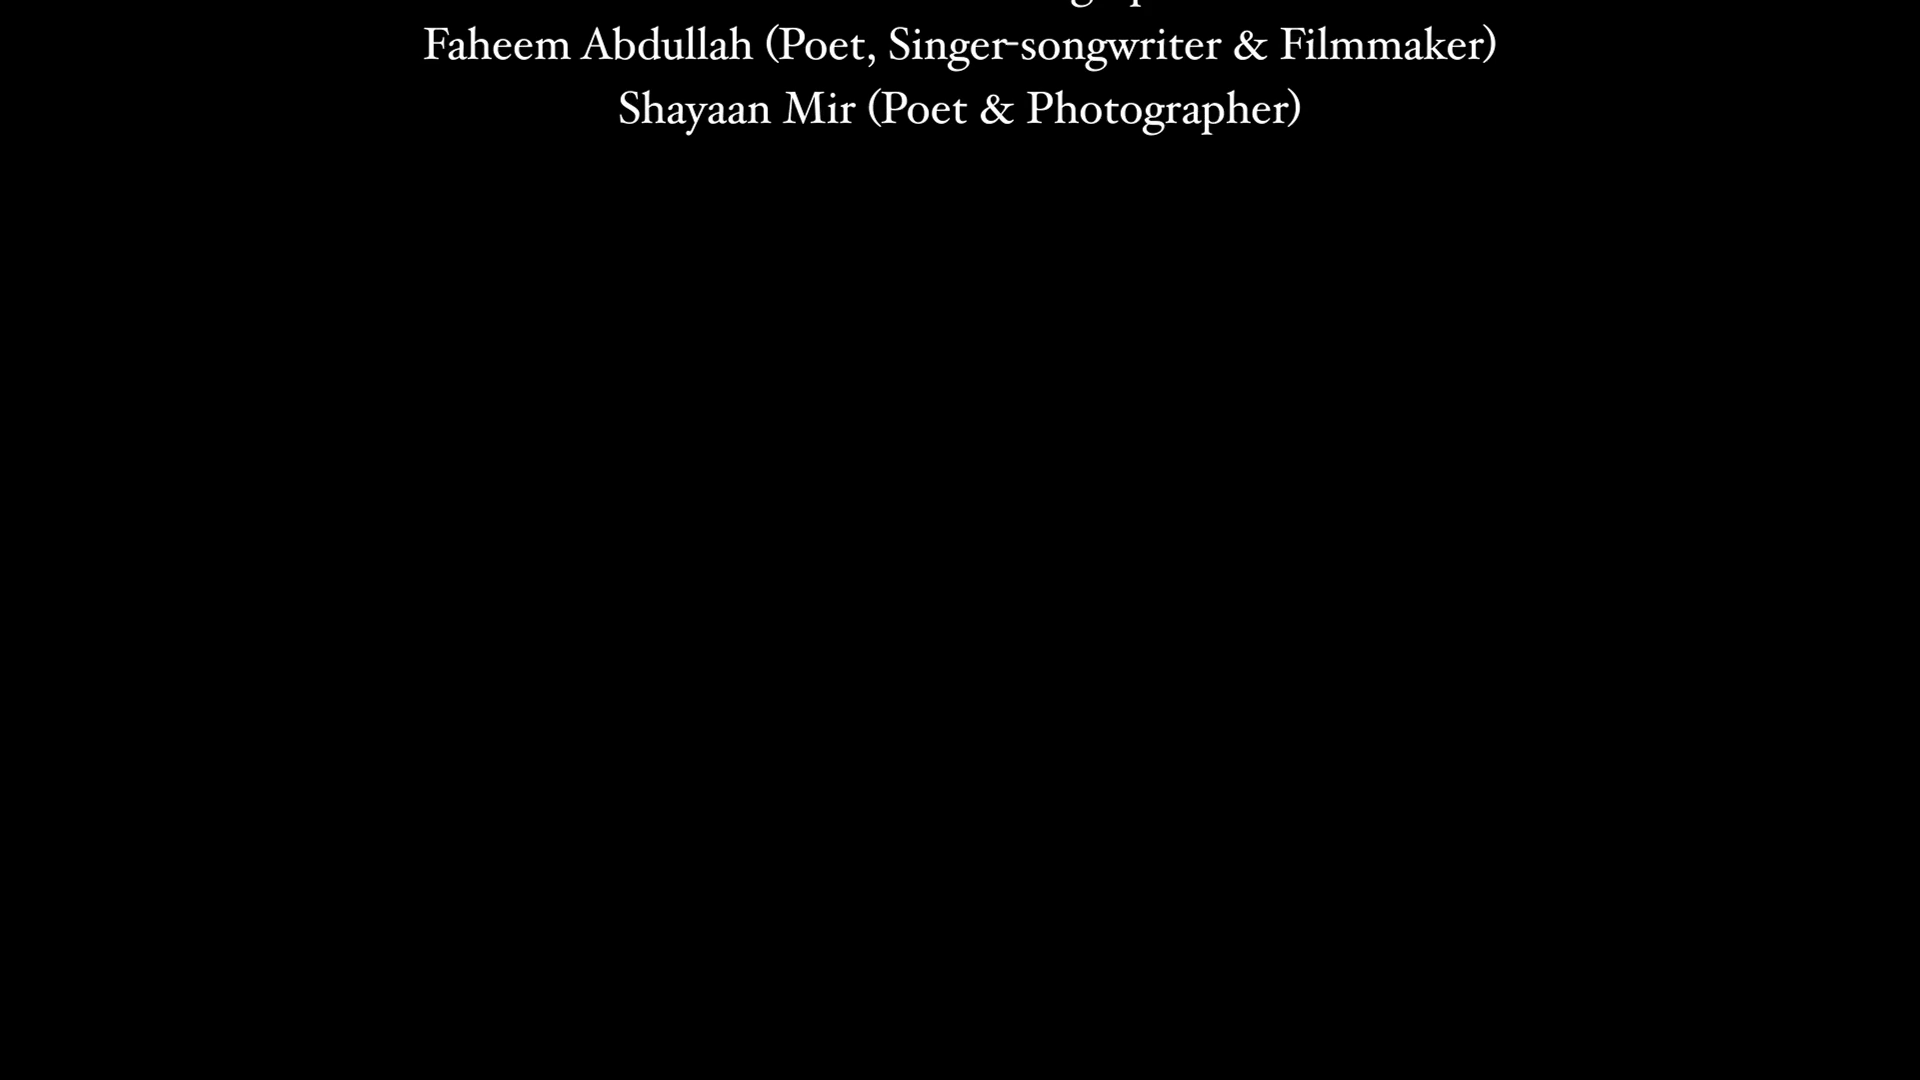 Faheem Abdullah (Poet, Singer-songwriter & Filmmaker)
Shayaan Mir (Poet & Photographer)